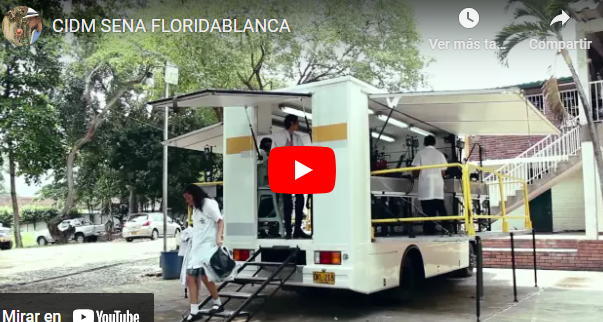 CIDM SENA FLORIDABLANCA
Ver más ta...
Compartir
Mirar en YouTube